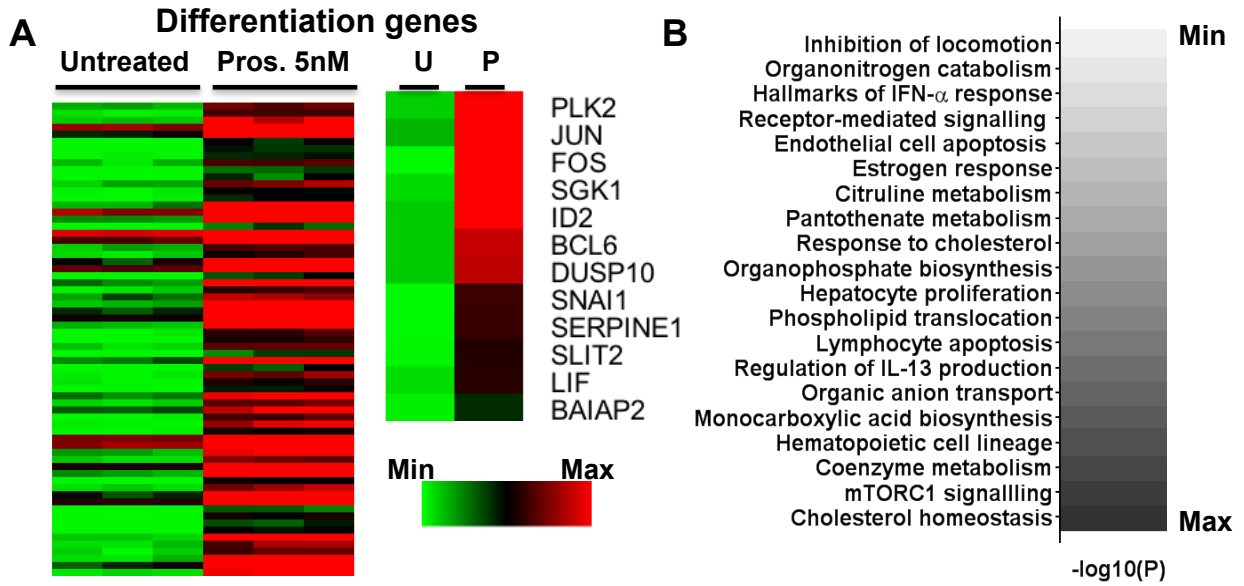 A
Differentiation genes
Untreated
Pros. 5nM
U
P
PLK2
JUN
FOS
SGK1
ID2
BCL6
DUSP10
SNAI1
SERPINE1
SLIT2
LIF
BAIAP2
Min
Max
B
Inhibition of locomotion
Organonitrogen catabolism
Hallmarks of IFN-α response
Receptor-mediated signalling
Endothelial cell apoptosis
Estrogen response
Citruline metabolism
Pantothenate metabolism
Response to cholesterol
Organophosphate biosynthesis
Hepatocyte proliferation
Phospholipid translocation
Lymphocyte apoptosis
Regulation of IL-13 production
Organic anion transport
Monocarboxylic acid biosynthesis
Hematopoietic cell lineage
Coenzyme metabolism
mTORC1 signallling
Cholesterol homeostasis
Min
Max
-log10(P)